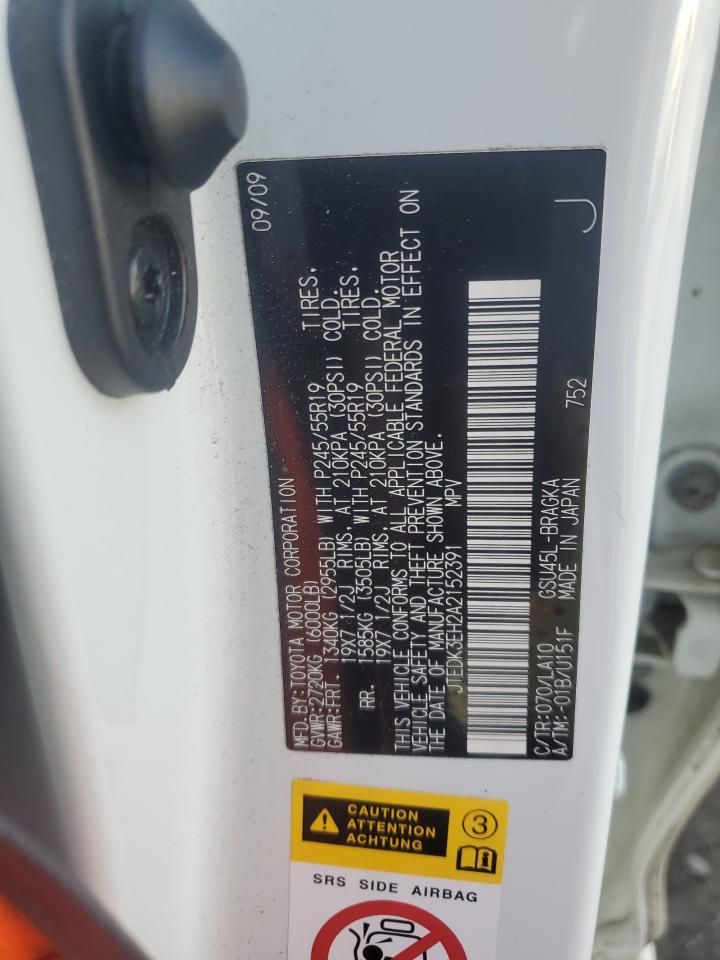 MFD.BY:TOYOTA MOTOR CORPORATION 09/09
GVWR:2720KG (6000LB)
GAWR:FRT. 1340KG (2955LB) WITH P245/55R19 TIRES,
19X7 1/2J RIMS, AT 210KPA (30PSI) COLD.
RR. 1585KG (3505LB) WITH P245/55R19 TIRES,
19X7 1/2J RIMS, AT 210KPA (30PSI) COLD.
THIS VEHICLE CONFORMS TO ALL APPLICABLE FEDERAL MOTOR
VEHICLE SAFETY AND THEFT PREVENTION STANDARDS IN EFFECT ON
THE DATE OF MANUFACTURE SHOWN ABOVE.
JTEDK3EH2A2152391 MPV
C/TR:070/LA10 GSU45L-BRAGKA
A/TM:-01B/U151F MADE IN JAPAN 752
J
CAUTION
ATTENTION
ACHTUNG
3
SRS SIDE AIRBAG